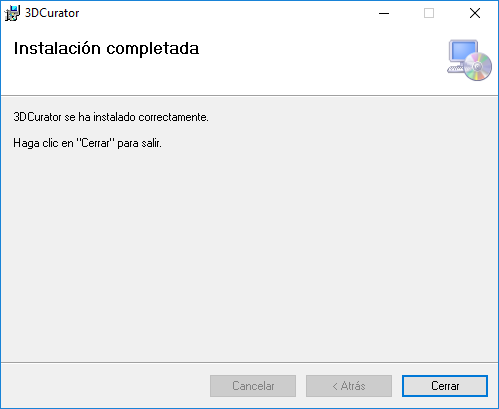 3DCurator
Instalación completada
3DCurator se ha instalado correctamente.
Haga clic en "Cerrar" para salir.
Cancelar
< Atrás
Cerrar